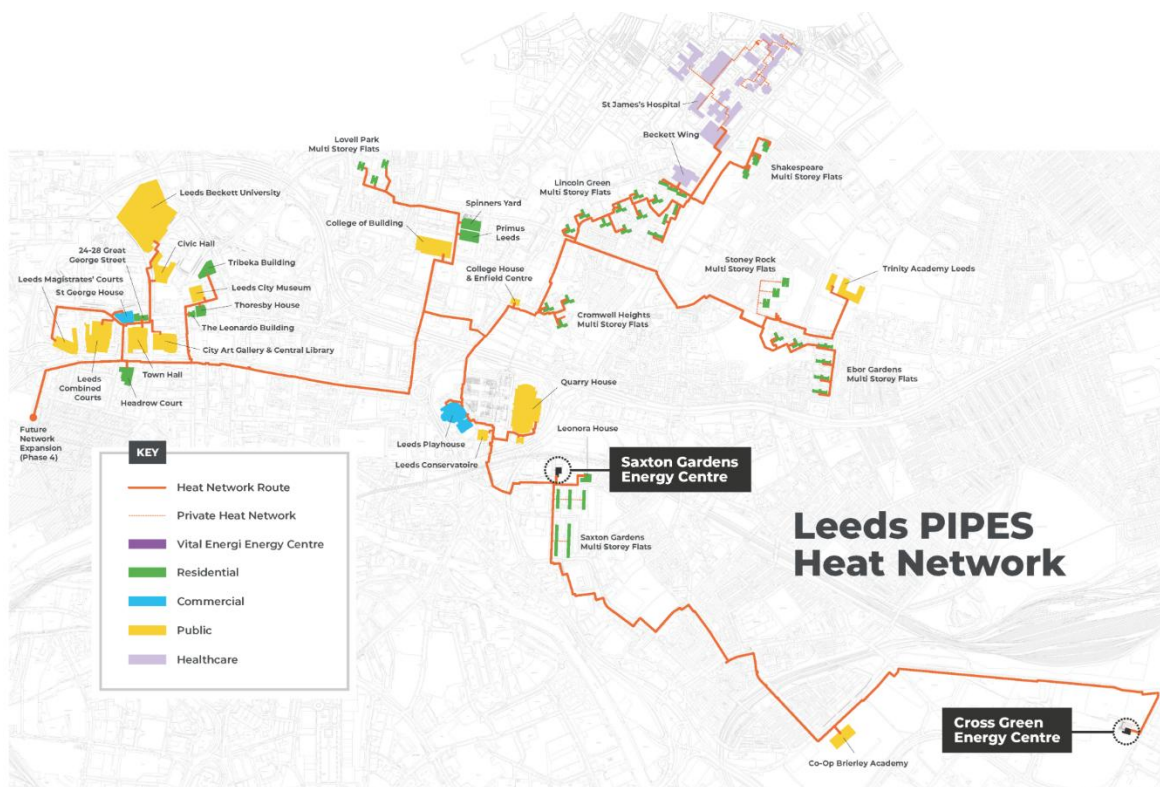 St James's Hospital
Beckett Wing
Lovell Park
Multi Storey Flats
Shakespeare
Multi Storey Flats
Lincoln Green
Multi Storey Flats
Leeds Beckett University
Spinners Yard
College of Building
Primus
Leeds
24-28 Great
George Street
Civic Hall
Tribeka Building
College House
& Enfield Centre
Stoney Rock
Multi Storey Flats
Trinity Academy Leeds
Leeds Magistrates' Courts
St George House
Leeds City Museum
Thoresby House
The Leonardo Building
Cromwell Heights
Multi Storey Flats
City Art Gallery & Central Library
Town Hall
Leeds
Combined
Courts
Headrow Court
Ebor Gardens
Multi Storey Flats
Quarry House
Future
Network
Expansion
(Phase 4)
Leeds Playhouse
Leonora House
Leeds Conservatoire
Saxton Gardens
Energy Centre
KEY
Heat Network Route
Private Heat Network
Vital Energi Energy Centre
Residential
Commercial
Public
Healthcare
Saxton Gardens
Multi Storey Flats
Leeds PIPES
Heat Network
Cross Green
Energy Centre
Co-Op Brierley Academy